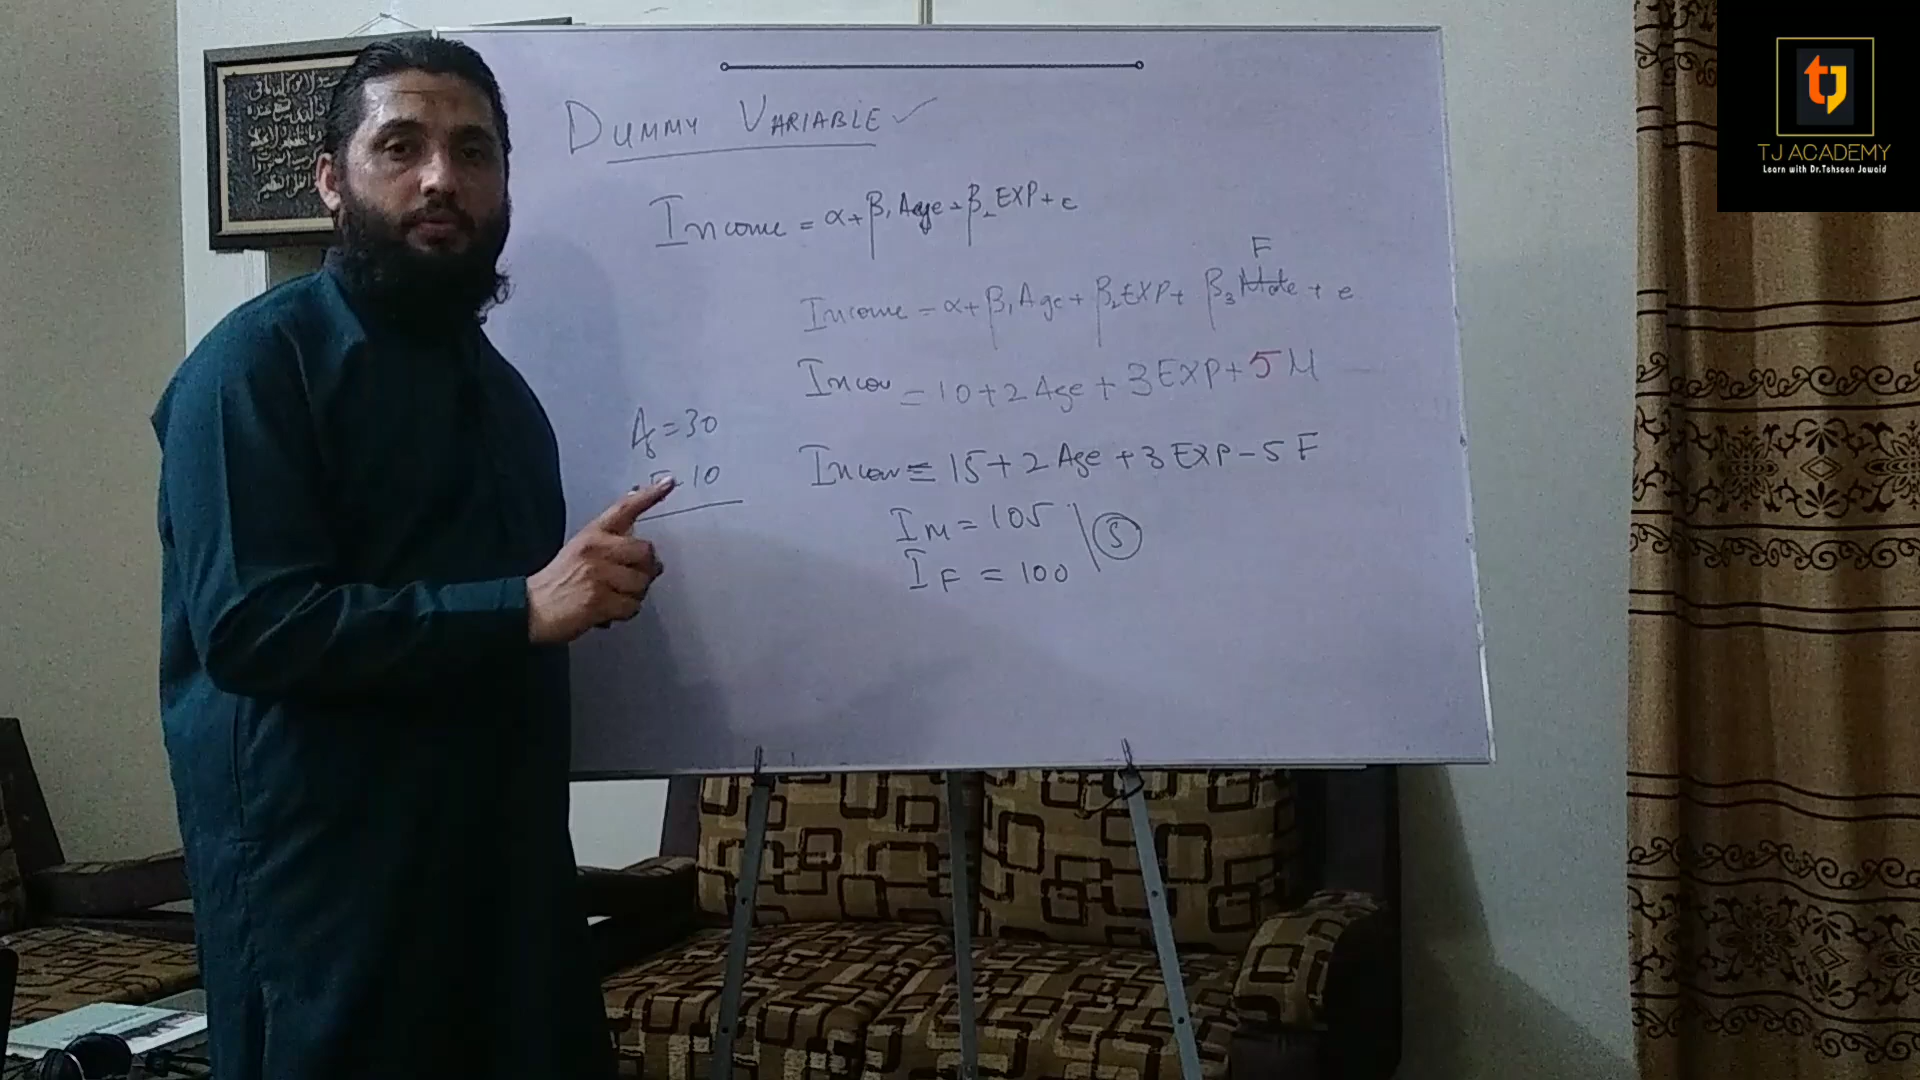 DUMMY VARIABLE ✓
Income = α + β₁ Age + β₂ EXP + e
F
Income = α + β₁ Age + β₂ EXP + β₃ Male + e
Incom = 10 + 2 Age + 3 EXP + 5 M
A = 30
E = 10
Incom = 15 + 2 Age + 3 EXP - 5 F
I M = 105
I F = 100
5
TJ ACADEMY
Learn with Dr.Tahseen Jawaid